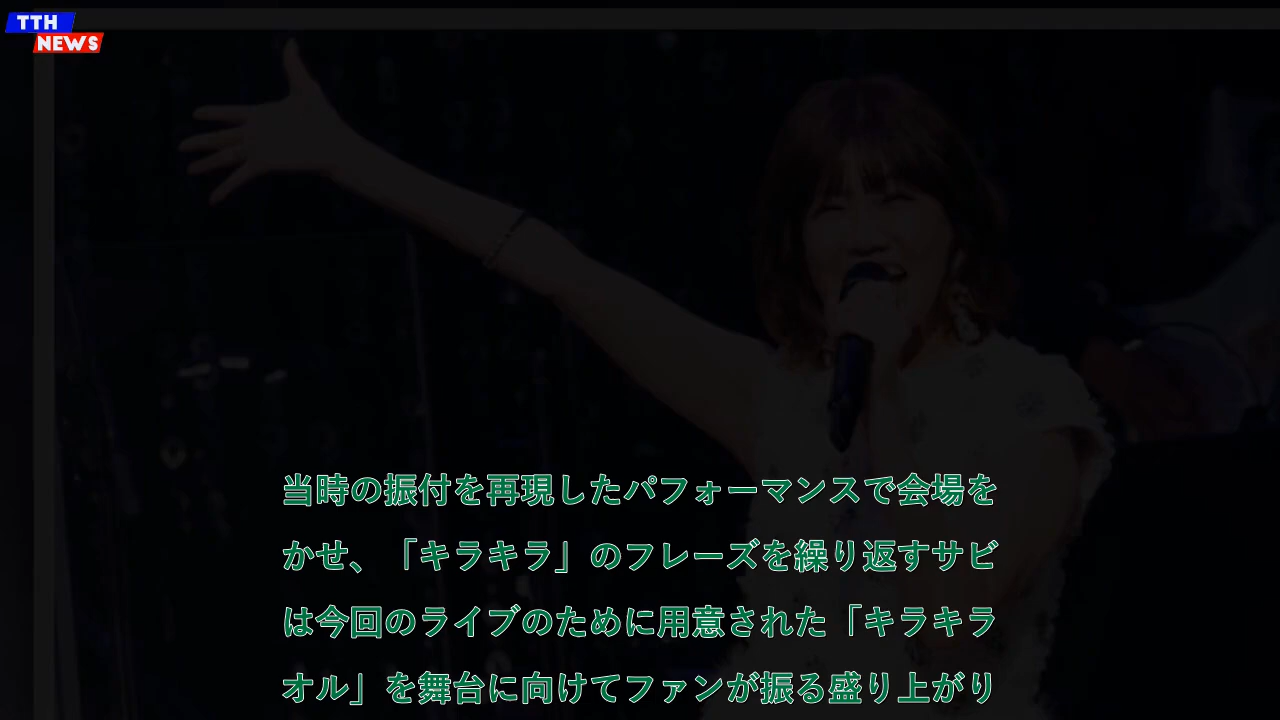 TTH
NEWS
当時の振付を再現したパフォーマンスで会場を
かせ、「キラキラ」のフレーズを繰り返すサビ
は今回のライブのために用意された「キラキラ
オル」を舞台に向けてファンが振る盛り上がり